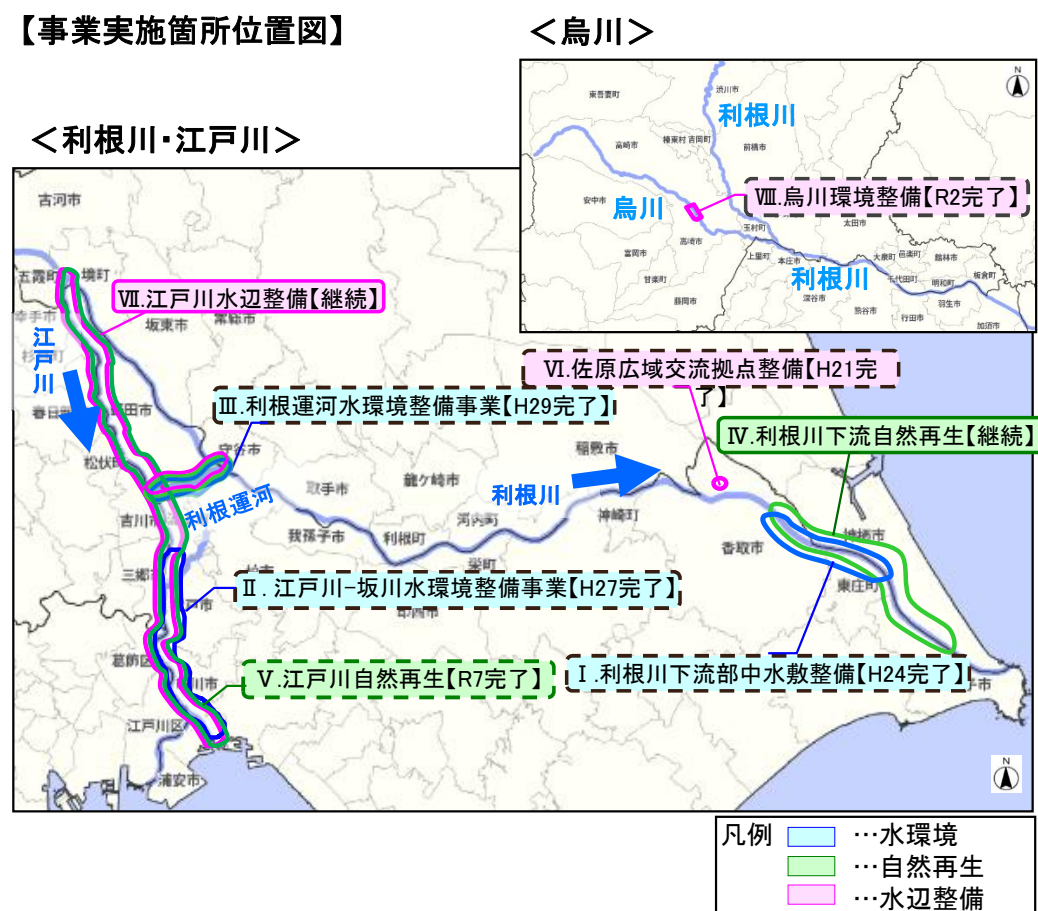 【事業実施箇所位置図】
＜烏川＞
N
東吾妻町
渋川市
利根川
榛東村 吉岡町
高崎市
前橋市
安中市
烏川
Ⅷ.烏川環境整備【R2完了】
玉村町
太田市
富岡市
高崎市
上里町
本庄市
利根川
大泉町
邑楽町
館林市
板倉町
千代田町
明和町
甘楽町
藤岡市
深谷市
熊谷市
行田市
羽生市
加須市
＜利根川･江戸川＞
古河市
五霞町
境町
Ⅶ.江戸川水辺整備【継続】
幸手市
坂東市
常総市
江戸川
Ⅵ.佐原広域交流拠点整備【H21完
了】
Ⅲ.利根運河水環境整備事業【H29完了】
守谷市
稲敷市
Ⅳ.利根川下流自然再生【継続】
松伏町
取手市
龍ケ崎市
利根川
利根運河
吉川市
我孫子市
利根町
河内町
神崎町
栄町
香取市
神栖市
東庄町
Ⅱ.江戸川-坂川水環境整備事業【H27完了】
印西市
葛飾区
Ⅴ.江戸川自然再生【R7完了】
Ⅰ.利根川下流部中水敷整備【H24完了】
江戸川区
浦安市
N
凡例
…水環境
…自然再生
…水辺整備